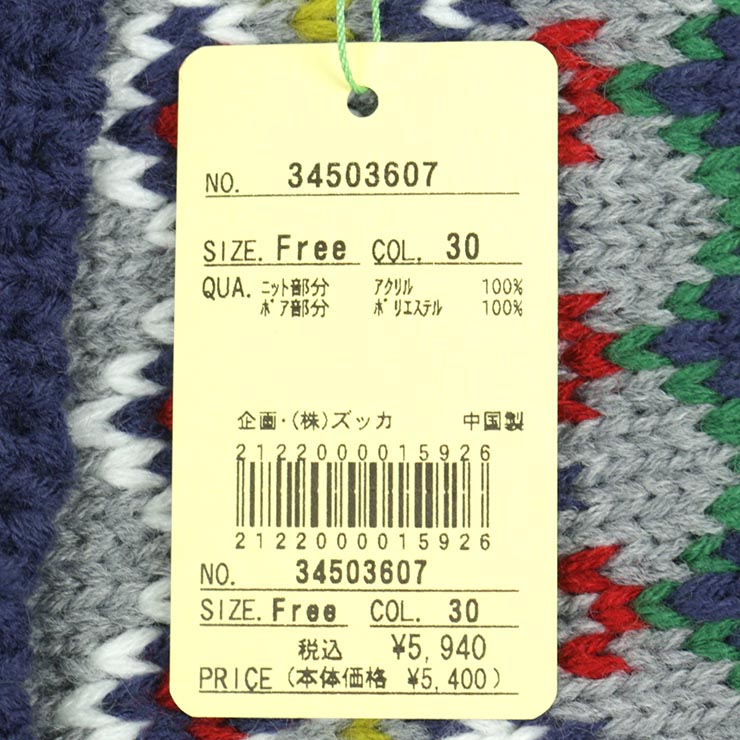 NO. 34503607
SIZE. Free COL. 30
QUA. ニット部分 アクリル 100%
ボア部分 ポリエステル 100%
企画・(株)ズッカ 中国製
2122000015926
2122000015926
NO. 34503607
SIZE. Free COL. 30
税込 ¥5,940
PRICE (本体価格 ¥5,400)